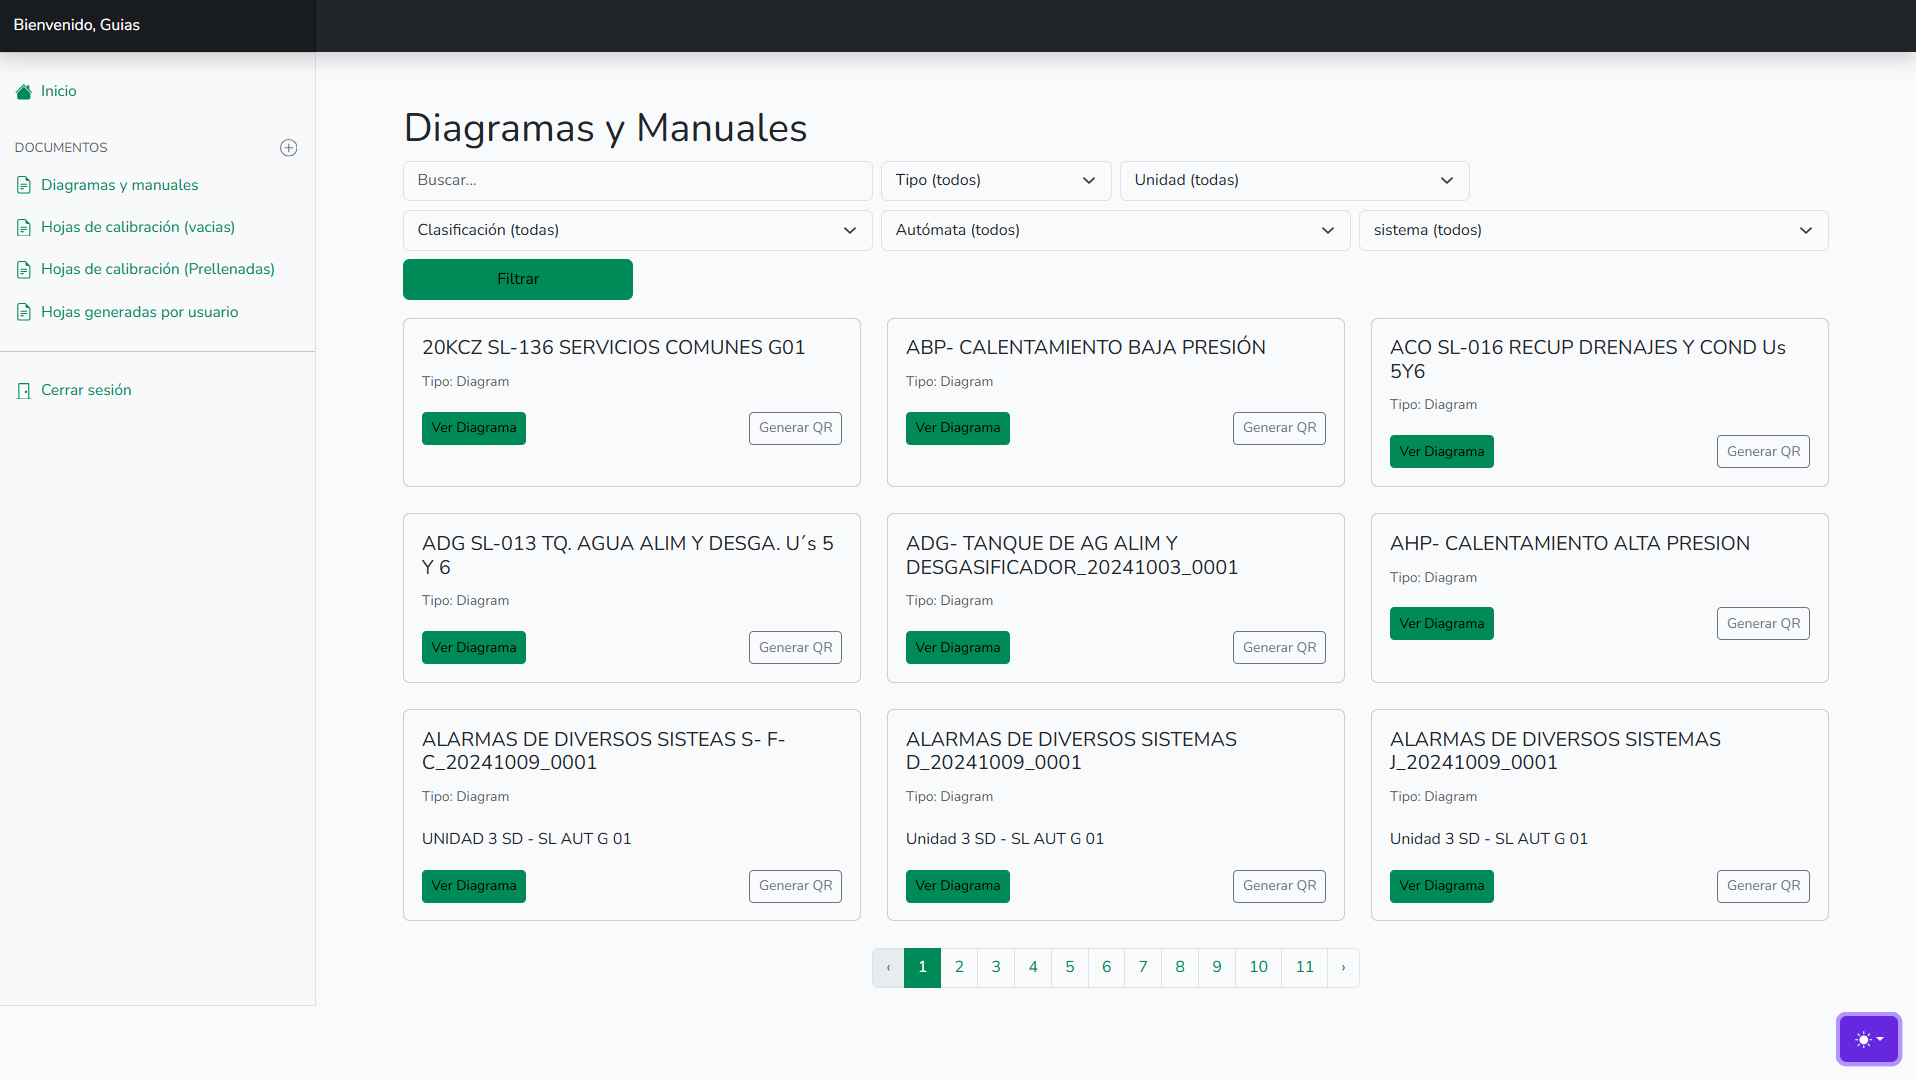 Bienvenido, Guias
Inicio
DOCUMENTOS
Diagramas y manuales
Hojas de calibración (vacias)
Hojas de calibración (Prellenadas)
Hojas generadas por usuario
Cerrar sesión
Diagramas y Manuales
Buscar...
Tipo (todos)
Unidad (todas)
Clasificación (todas)
Autómata (todos)
sistema (todos)
Filtrar
20KCZ SL-136 SERVICIOS COMUNES G01
Tipo: Diagram
Ver Diagrama
Generar QR
ABP- CALENTAMIENTO BAJA PRESIÓN
Tipo: Diagram
Ver Diagrama
Generar QR
ACO SL-016 RECUP DRENAJES Y COND Us
5Y6
Tipo: Diagram
Ver Diagrama
Generar QR
ADG SL-013 TQ. AGUA ALIM Y DESGA. U´s 5
Y 6
Tipo: Diagram
Ver Diagrama
Generar QR
ADG- TANQUE DE AG ALIM Y
DESGASIFICADOR_20241003_0001
Tipo: Diagram
Ver Diagrama
Generar QR
AHP- CALENTAMIENTO ALTA PRESION
Tipo: Diagram
Ver Diagrama
Generar QR
ALARMAS DE DIVERSOS SISTEAS S- F-
C_20241009_0001
Tipo: Diagram
UNIDAD 3 SD - SL AUT G 01
Ver Diagrama
Generar QR
ALARMAS DE DIVERSOS SISTEMAS
D_20241009_0001
Tipo: Diagram
Unidad 3 SD - SL AUT G 01
Ver Diagrama
Generar QR
ALARMAS DE DIVERSOS SISTEMAS
J_20241009_0001
Tipo: Diagram
Unidad 3 SD - SL AUT G 01
Ver Diagrama
Generar QR
‹ 1 2 3 4 5 6 7 8 9 10 11 ›